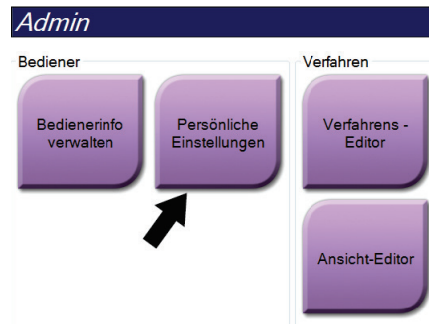 Admin
Bediener
Verfahren
Bedienerinfo
verwalten
Persönliche
Einstellungen
Verfahrens -
Editor
Ansicht-Editor